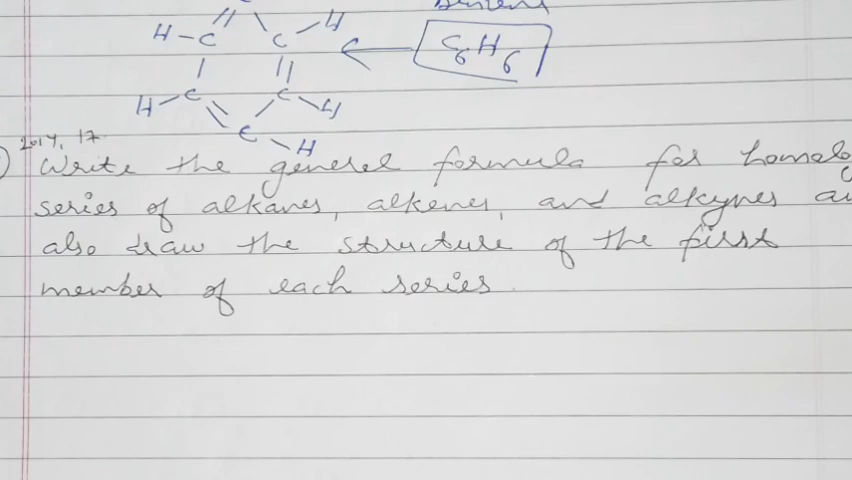 H-C C-H
C6H6
H-C C-H
C-H
2014, 17
Write the general formula for homolo
series of alkanes, alkenes, and alkynes an
also draw the structure of the first
member of each series.